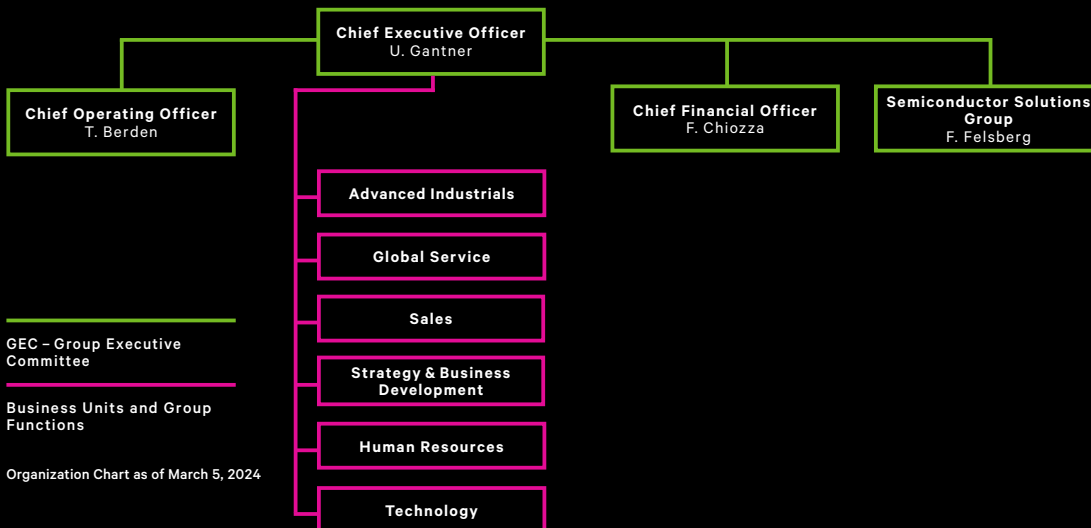 Chief Executive Officer
U. Gantner
Chief Operating Officer
T. Berden
Chief Financial Officer
F. Chiozza
Semiconductor Solutions
Group
F. Felsberg
Advanced Industrials
Global Service
Sales
Strategy & Business
Development
Human Resources
Technology
GEC – Group Executive
Committee
Business Units and Group
Functions
Organization Chart as of March 5, 2024